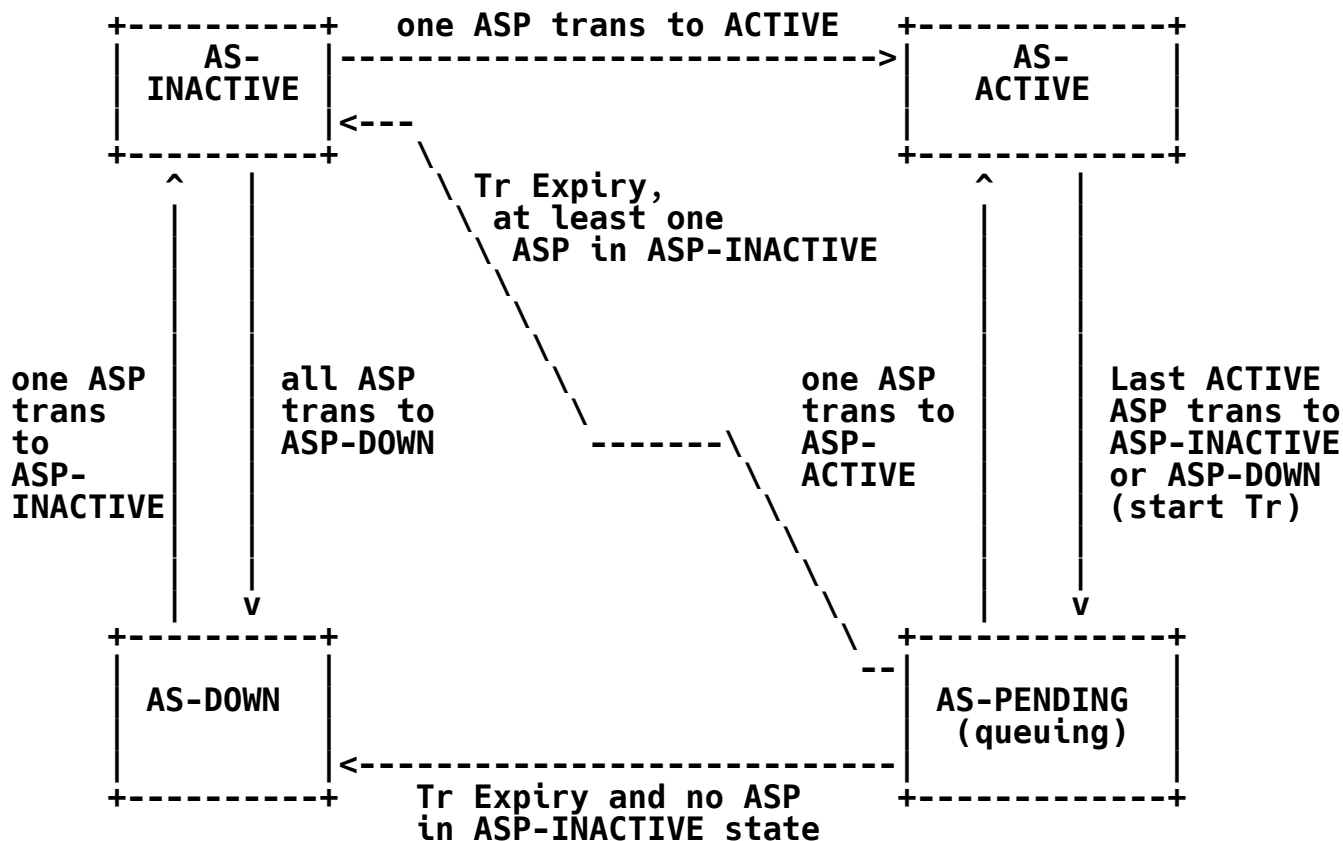 one ASP trans to ACTIVE
AS-
INACTIVE
AS-
ACTIVE
Tr Expiry,
at least one
ASP in ASP-INACTIVE
one ASP
trans
to
ASP-
INACTIVE
all ASP
trans to
ASP-DOWN
one ASP
trans to
ASP-
ACTIVE
Last ACTIVE
ASP trans to
ASP-INACTIVE
or ASP-DOWN
(start Tr)
AS-DOWN
AS-PENDING
(queuing)
Tr Expiry and no ASP
in ASP-INACTIVE state